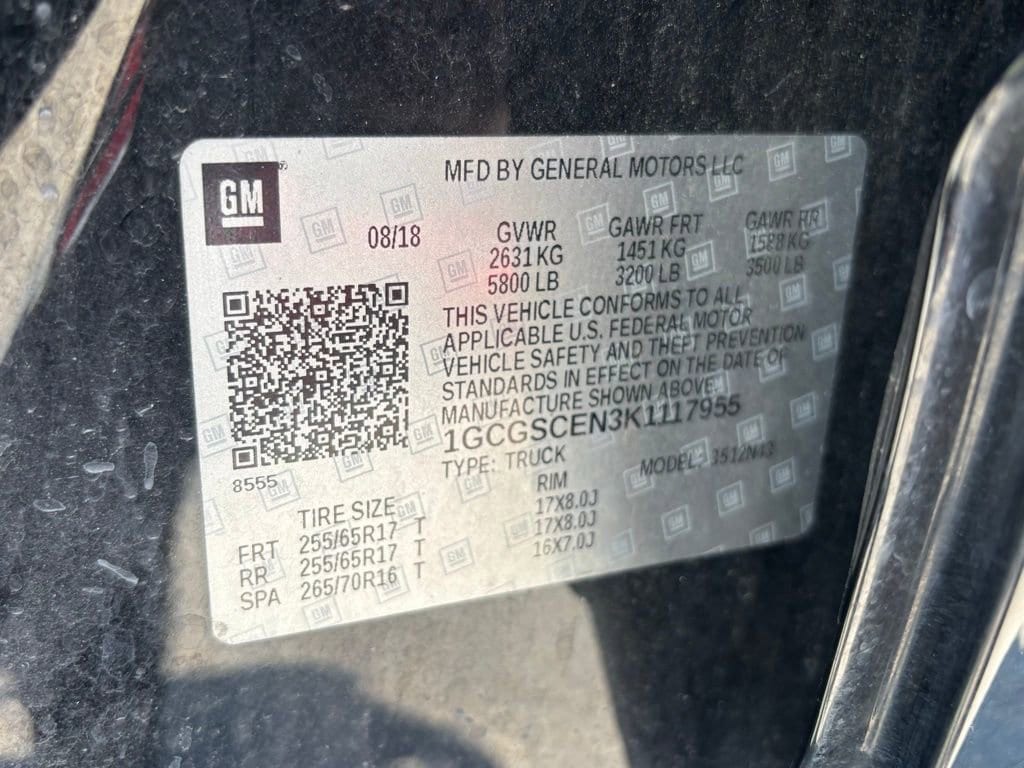 GM
MFD BY GENERAL MOTORS LLC
08/18
GVWR GAWR FRT GAWR RR
2631 KG 1451 KG 1588 KG
5800 LB 3200 LB 3500 LB
THIS VEHICLE CONFORMS TO ALL
APPLICABLE U.S. FEDERAL MOTOR
VEHICLE SAFETY AND THEFT PREVENTION
STANDARDS IN EFFECT ON THE DATE OF
MANUFACTURE SHOWN ABOVE.
1GCGSCEN3K1117955
TYPE: TRUCK MODEL:
8555
TIRE SIZE RIM
FRT 255/65R17 T 17X8.0J
RR 255/65R17 T 17X8.0J
SPA 265/70R16 T 16X7.0J